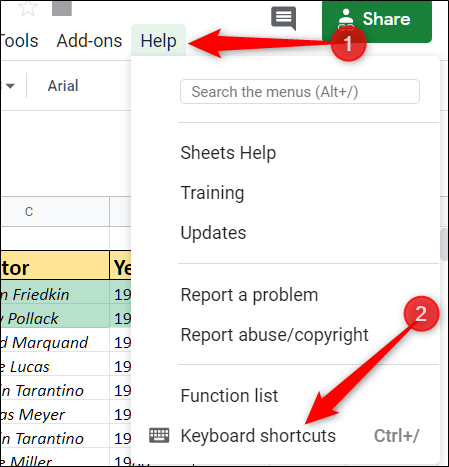 Share
Tools Add-ons Help
1
Arial
Search the menus (Alt+/)
Sheets Help
C
Training
Updates
tor Ye
m Friedkin 19
Report a problem
y Pollack 19
2
d Marquand 19
Report abuse/copyright
e Lucas 19
n Tarantino 19
Function list
as Meyer 19
n Tarantino 19
Keyboard shortcuts Ctrl+/
e Miller 1980